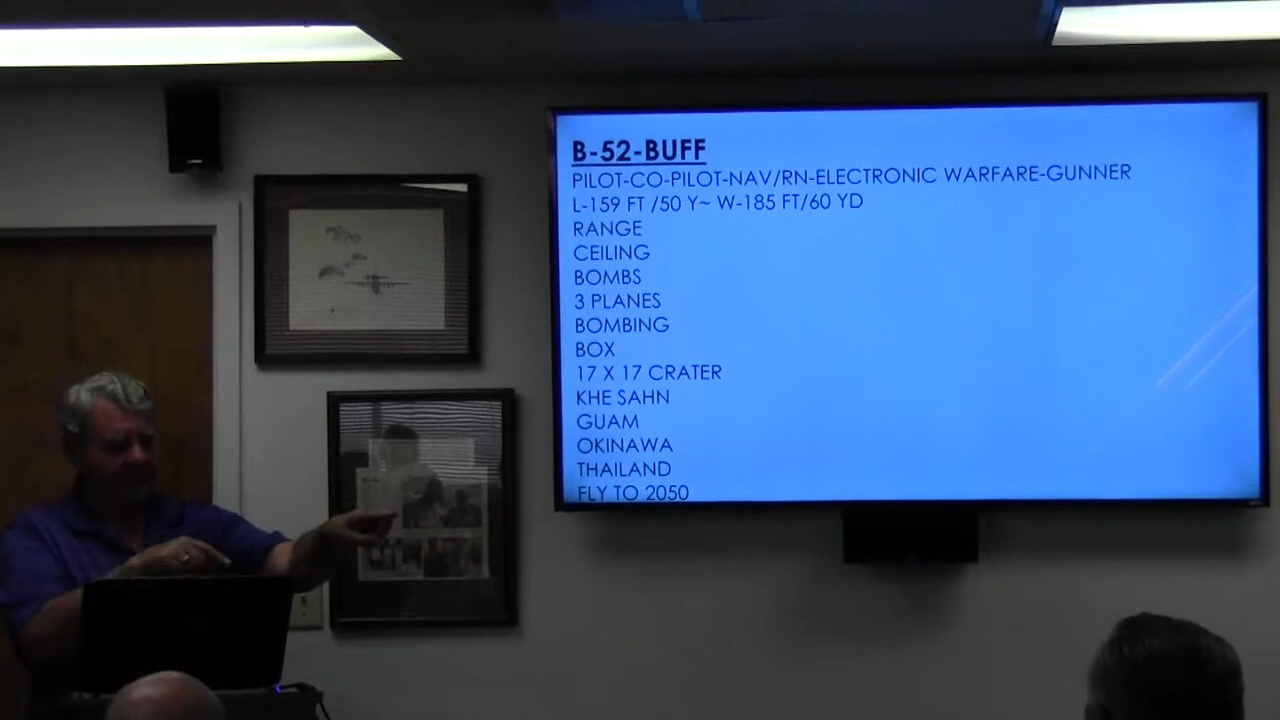 B-52-BUFF
PILOT-CO-PILOT-NAV/RN-ELECTRONIC WARFARE-GUNNER
L-159 FT /50 Y~ W-185 FT/60 YD
RANGE
CEILING
BOMBS
3 PLANES
BOMBING
BOX
17 X 17 CRATER
KHE SAHN
GUAM
OKINAWA
THAILAND
FLY TO 2050